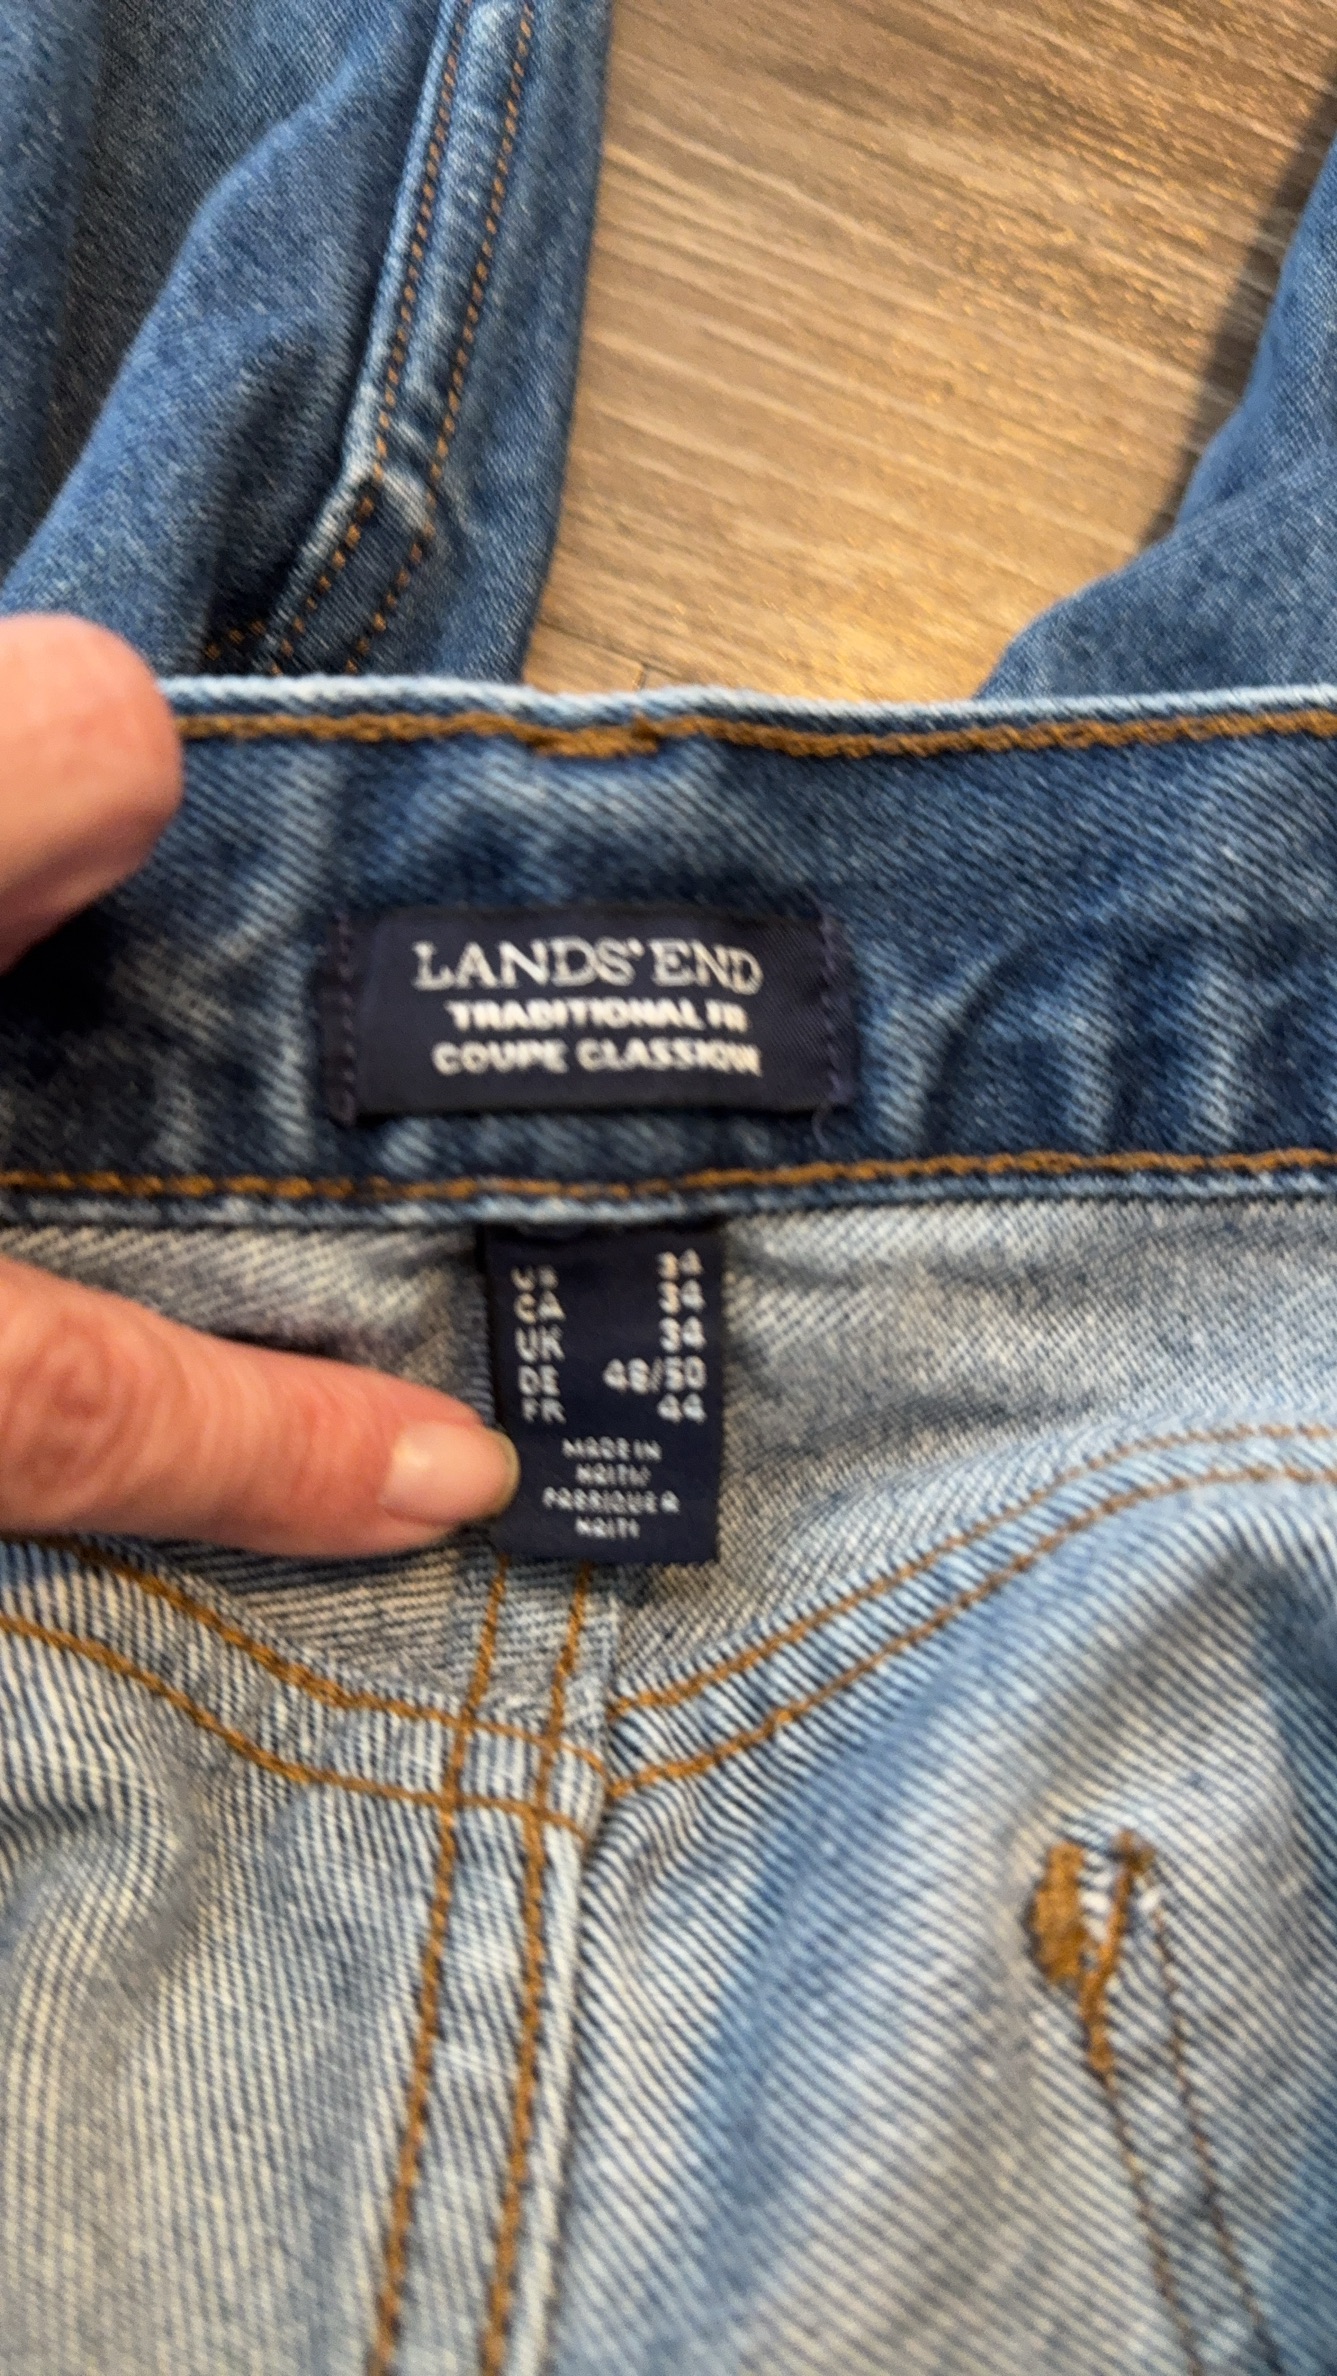 LANDS' END
TRADITIONAL FIT
COUPE CLASSIQUE
US 34
CA 34
UK 34
DE 48/50
FR 44
MADE IN
HAITI/
FABRIQUÉ À
HAITI